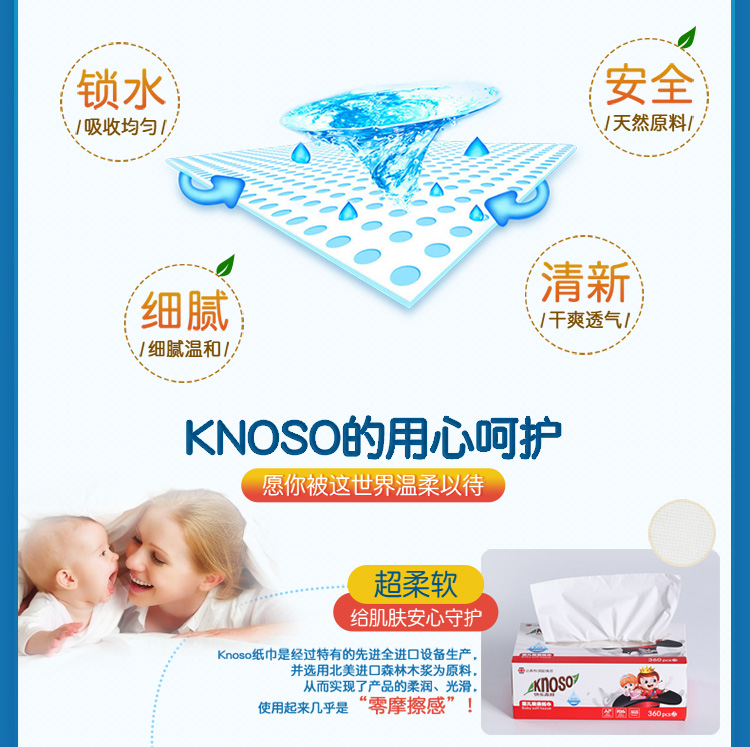 锁水
/吸收均匀/
安全
/天然原料/
细腻
/细腻温和/
清新
/干爽透气/
KNOSO的用心呵护
愿你被这世界温柔以待
超柔软
给肌肤安心守护
Knoso纸巾是经过特有的先进全进口设备生产，
并选用北美进口森林木浆为原料，
从而实现了产品的柔润、光滑，
使用起来几乎是 “零摩擦感”！
360 pcs
Knoso
Baby soft tissue
360pcs